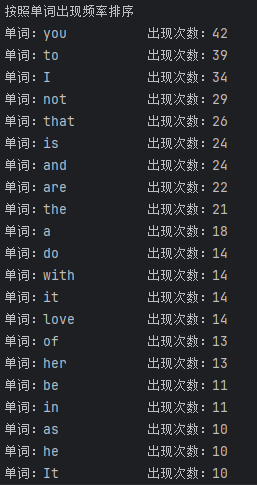 按照单词出现频率排序
单词: you 出现次数: 42
单词: to 出现次数: 39
单词: I 出现次数: 34
单词: not 出现次数: 29
单词: that 出现次数: 26
单词: is 出现次数: 24
单词: and 出现次数: 24
单词: are 出现次数: 22
单词: the 出现次数: 21
单词: a 出现次数: 18
单词: do 出现次数: 14
单词: with 出现次数: 14
单词: it 出现次数: 14
单词: love 出现次数: 14
单词: of 出现次数: 13
单词: her 出现次数: 13
单词: be 出现次数: 11
单词: in 出现次数: 11
单词: as 出现次数: 10
单词: he 出现次数: 10
单词: It 出现次数: 10